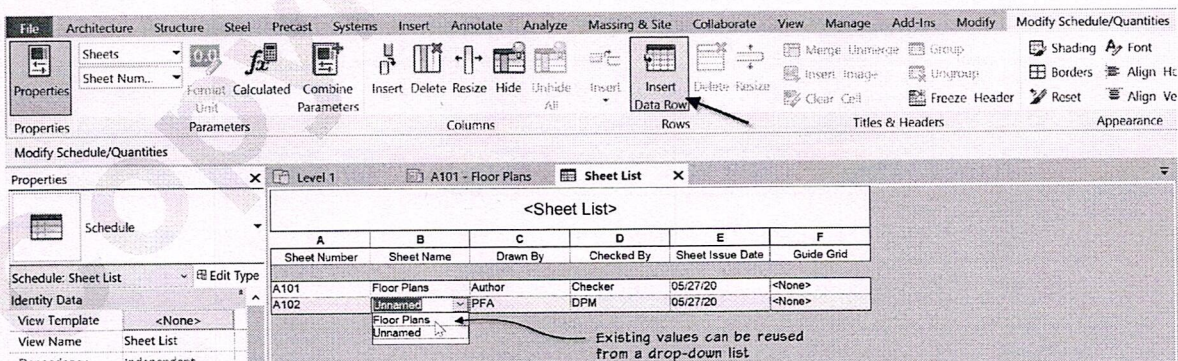 File Architecture Structure Steel Precast Systems Insert Annotate Analyze Massing & Site Collaborate View Manage Add-Ins Modify Modify Schedule/Quantities
Properties
Sheets
Sheet Num...
Format Unit
Calculated
Combine Parameters
Insert Delete Resize Hide Unhide All
Insert
Insert Data Row
Delete Resize
Merge Unmerge
Insert Image
Clear Cell
Group
Ungroup
Freeze Header
Shading
Borders
Reset
Font
Align Ho
Align Ve
Properties Parameters Columns Rows Titles & Headers Appearance
Modify Schedule/Quantities
Properties
Level 1 A101 - Floor Plans Sheet List
Schedule
<Sheet List>
A B C D E F
Sheet Number Sheet Name Drawn By Checked By Sheet Issue Date Guide Grid
Schedule: Sheet List Edit Type
A101 Floor Plans Author Checker 05/27/20 <None>
Identity Data
A102 Unnamed PFA DPM 05/27/20 <None>
View Template <None>
Floor Plans
Unnamed
View Name Sheet List
Existing values can be reused
from a drop-down list
Independent